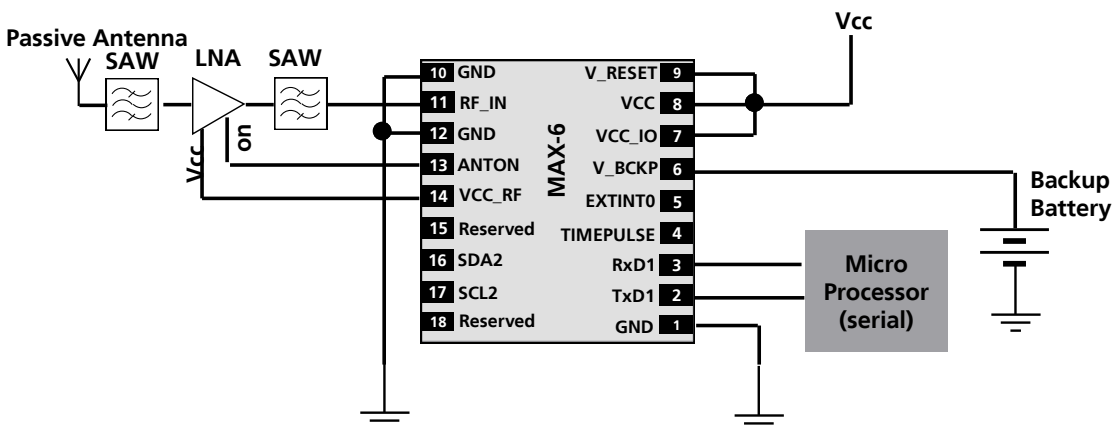 Vcc
Passive Antenna
SAW
LNA
SAW
Vcc
on
10 GND
11 RF_IN
12 GND
13 ANTON
14 VCC_RF
15 Reserved
16 SDA2
17 SCL2
18 Reserved
MAX-6
V_RESET 9
VCC 8
VCC_IO 7
V_BCKP 6
EXTINT0 5
TIMEPULSE 4
RxD1 3
TxD1 2
GND 1
Backup
Battery
Micro
Processor
(serial)